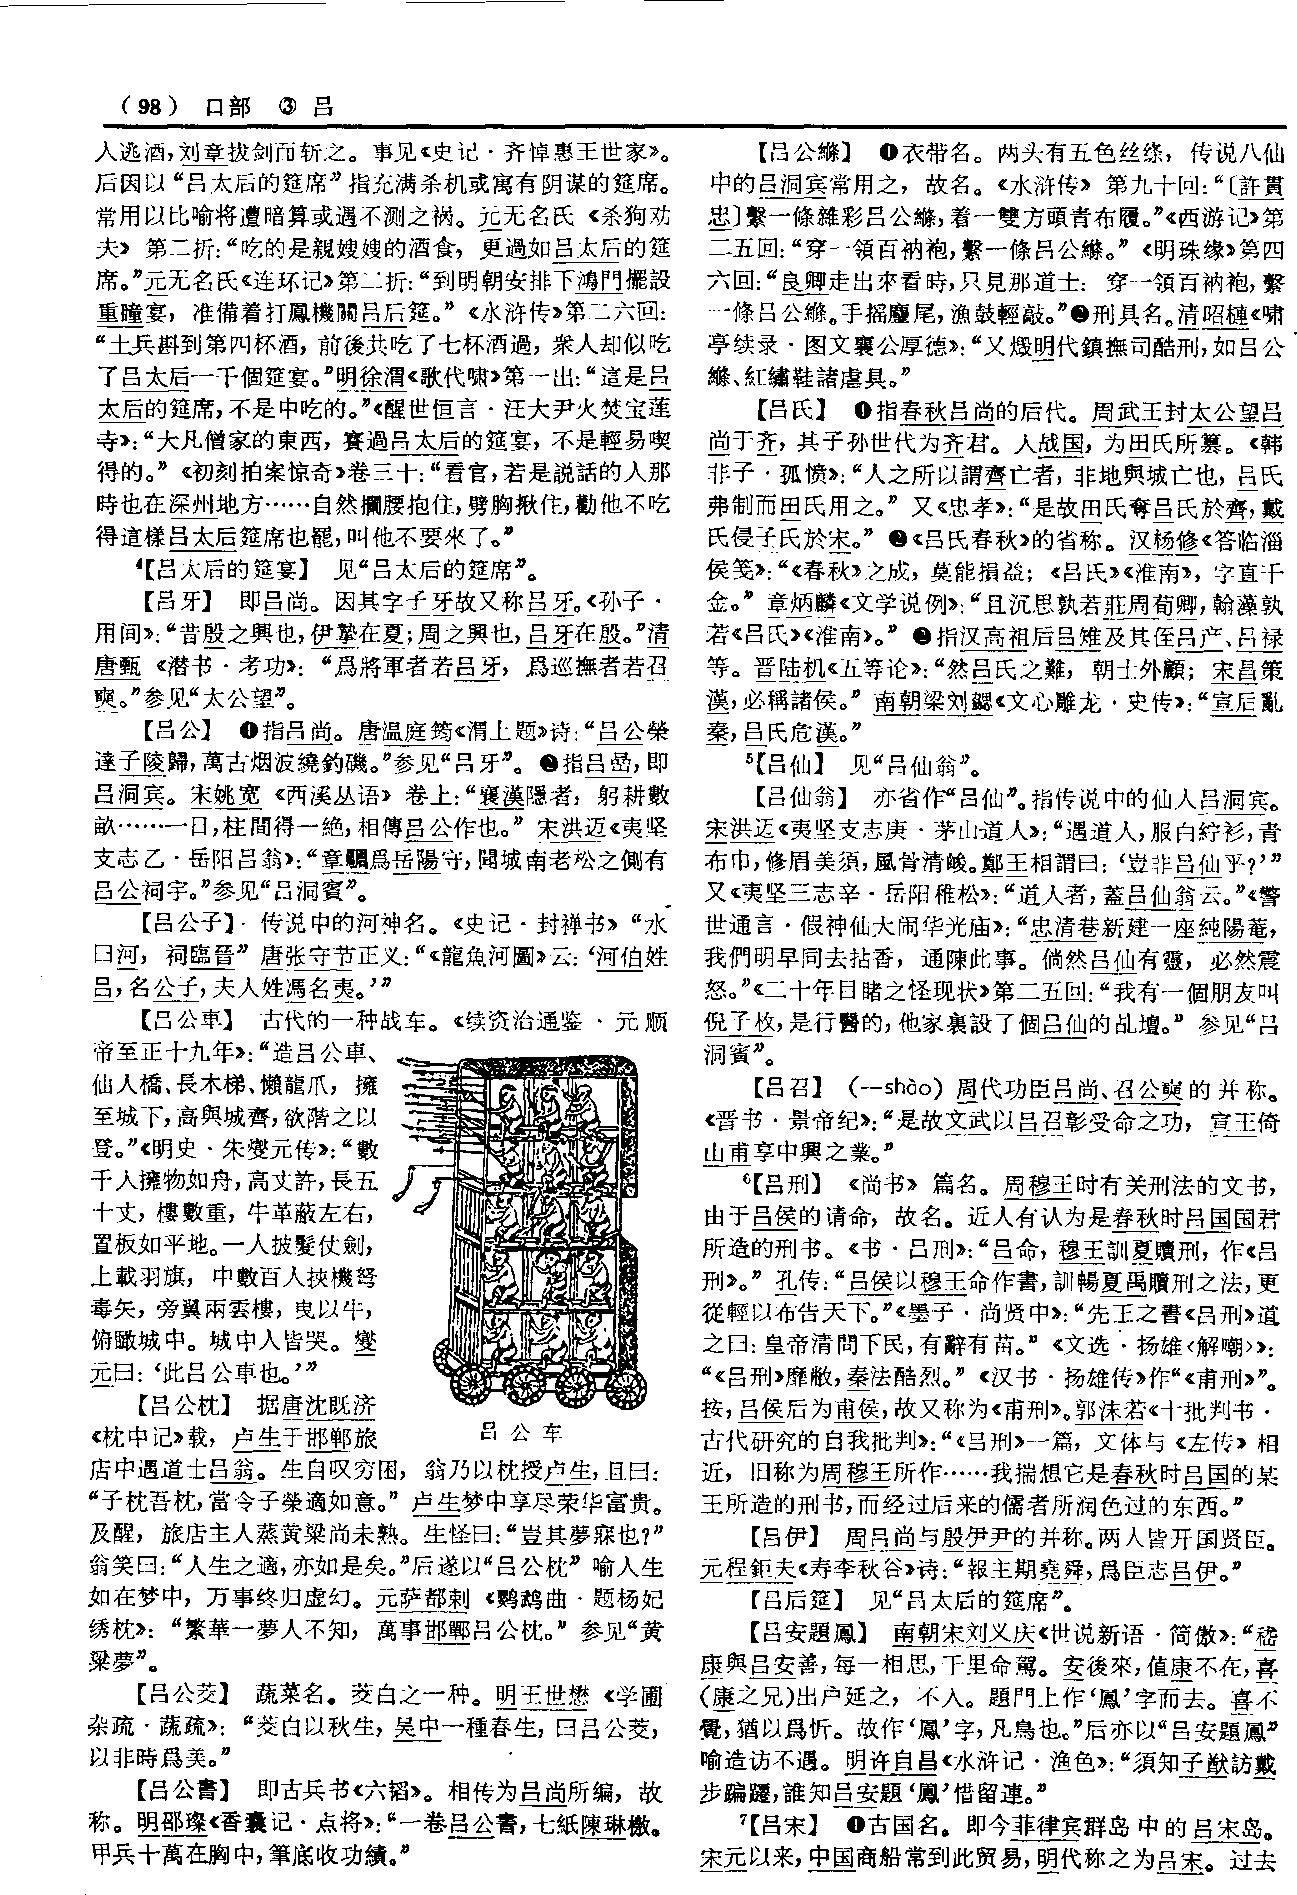 （98） 口部 ③ 吕
人逃酒，刘章拔剑而斩之。事见《史记·齐悼惠王世家》。
后因以“吕太后的筵席”指充满杀机或寓有阴谋的筵席。
常用以比喻将遭暗算或遇不测之祸。元无名氏《杀狗劝
夫》第二折：“吃的是親嫂嫂的酒食，更過如吕太后的筵
席。”元无名氏《连环记》第二折：“到明朝安排下鴻門擺設
重瞳宴，准備着打鳳機關吕后筵。”《水浒传》第二六回：
“土兵斟到第四杯酒，前後共吃了七杯酒過，衆人却似吃
了吕太后一千個筵宴。”明徐渭《歌代啸》第一出：“這是吕
太后的筵席，不是中吃的。”《醒世恒言·汪大尹火焚宝莲
寺》：“大凡僧家的東西，賽過吕太后的筵宴，不是輕易喫
得的。”《初刻拍案惊奇》卷三十：“看官，若是説話的人那
時也在深州地方……自然攔腰抱住，劈胸揪住，勸他不吃
得這樣吕太后筵席也罷，叫他不要來了。”
⁴【吕太后的筵宴】 见“吕太后的筵席”。
【吕牙】 即吕尚。因其字子牙故又称吕牙。《孙子·
用间》：“昔殷之興也，伊摯在夏；周之興也，吕牙在殷。”清
唐甄《潜书·考功》：“爲將軍者若吕牙，爲巡撫者若召
奭。”参见“太公望”。
【吕公】 ❶指吕尚。唐温庭筠《渭上题》诗：“吕公榮
達子陵歸，萬古烟波繞釣磯。”参见“吕牙”。❷指吕嵒，即
吕洞宾。宋姚宽《西溪丛语》卷上：“襄漢隱者，躬耕數
畝……一日，柱間得一絶，相傳吕公作也。”宋洪迈《夷坚
支志乙·岳阳吕翁》：“章驹爲岳陽守，聞城南老松之側有
吕公祠宇。”参见“吕洞賓”。
【吕公子】 传说中的河神名。《史记·封禅书》“水
曰河，祠臨晉”唐张守节正义：“《龍魚河圖》云：‘河伯姓
吕，名公子，夫人姓馮名夷。’”
【吕公車】 古代的一种战车。《续资治通鉴·元顺
帝至正十九年》：“造吕公車、
仙人橋、長木梯、懶龍爪，擁
至城下，高與城齊，欲階之以
登。”《明史·朱燮元传》：“數
千人擁物如舟，高丈許，長五
十丈，樓數重，牛革蔽左右，
置板如平地。一人披髮仗劍，
上載羽旗，中數百人挾機弩
毒矢，旁翼兩雲樓，曳以牛，
俯瞰城中。城中人皆哭。燮
元曰：‘此吕公車也。’”
吕公车
【吕公枕】 据唐沈既济
《枕中记》载，卢生于邯郸旅
店中遇道士吕翁。生自叹穷困，翁乃以枕授卢生，且曰：
“子枕吾枕，當令子榮適如意。”卢生梦中享尽荣华富贵。
及醒，旅店主人蒸黄粱尚未熟。生怪曰：“豈其夢寐也？”
翁笑曰：“人生之適，亦如是矣。”后遂以“吕公枕”喻人生
如在梦中，万事终归虚幻。元萨都剌《鹦鹉曲·题杨妃
绣枕》：“繁華一夢人不知，萬事邯鄲吕公枕。”参见“黄
粱夢”。
【吕公茭】 蔬菜名。茭白之一种。明王世懋《学圃
杂疏·蔬疏》：“茭白以秋生，吴中一種春生，曰吕公茭，
以非時爲美。”
【吕公書】 即古兵书《六韬》。相传为吕尚所编，故
称。明邵璨《香囊记·点将》：“一卷吕公書，七紙陳琳檄。
甲兵十萬在胸中，筆底收功績。”
【吕公縧】 ❶衣带名。两头有五色丝绦，传说八仙
中的吕洞宾常用之，故名。《水浒传》第九十回：“〔許貫
忠〕繫一條雜彩吕公縧，着一雙方頭青布履。”《西游记》第
二五回：“穿一領百衲袍，繫一條吕公縧。”《明珠缘》第四
六回：“良卿走出來看時，只見那道士：穿一領百衲袍，繫
一條吕公縧。手摇麈尾，漁鼓輕敲。”❷刑具名。清昭槤《啸
亭续录·图文襄公厚德》：“又燬明代鎮撫司酷刑，如吕公
縧、紅繡鞋諸虐具。”
【吕氏】 ❶指春秋吕尚的后代。周武王封太公望吕
尚于齐，其子孙世代为齐君。入战国，为田氏所篡。《韩
非子·孤愤》：“人之所以謂齊亡者，非地與城亡也，吕氏
弗制而田氏用之。”又《忠孝》：“是故田氏奪吕氏於齊，戴
氏侵子氏於宋。”❷《吕氏春秋》的省称。汉杨修《答临淄
侯笺》：“《春秋》之成，莫能損益；《吕氏》《淮南》，字直千
金。”章炳麟《文学说例》：“且沉思孰若莊周荀卿，翰藻孰
若《吕氏》《淮南》。”❷指汉高祖后吕雉及其侄吕产、吕禄
等。晋陆机《五等论》：“然吕氏之難，朝士外顧；宋昌策
漢，必稱諸侯。”南朝梁刘勰《文心雕龙·史传》：“宣后亂
秦，吕氏危漢。”
⁵【吕仙】 见“吕仙翁”。
【吕仙翁】 亦省作“吕仙”。指传说中的仙人吕洞宾。
宋洪迈《夷坚支志庚·茅山道人》：“遇道人，服白紵衫，青
布巾，修眉美須，風骨清峻。鄭王相謂曰：‘豈非吕仙乎？’”
又《夷坚三志辛·岳阳稚松》：“道人者，蓋吕仙翁云。”《警
世通言·假神仙大闹华光庙》：“忠清巷新建一座純陽菴，
我們明早同去拈香，通陳此事。倘然吕仙有靈，必然震
怒。”《二十年目睹之怪现状》第二五回：“我有一個朋友叫
倪子枚，是行醫的，他家裏設了個吕仙的乩壇。”参见“吕
洞賓”。
【吕召】（—shào）周代功臣吕尚、召公奭的并称。
《晋书·景帝纪》：“是故文武以吕召彰受命之功，宣王倚
山甫享中興之業。”
⁶【吕刑】 《尚书》篇名。周穆王时有关刑法的文书，
由于吕侯的请命，故名。近人有认为是春秋时吕国国君
所造的刑书。《书·吕刑》：“吕命，穆王訓夏贖刑，作《吕
刑》。”孔传：“吕侯以穆王命作書，訓暢夏禹贖刑之法，更
從輕以布告天下。”《墨子·尚贤中》：“先王之書《吕刑》道
之曰：皇帝清問下民，有辭有苗。”《文选·扬雄〈解嘲〉》：
“《吕刑》靡敝，秦法酷烈。”《汉书·扬雄传》作“《甫刑》”。
按，吕侯后为甫侯，故又称为《甫刑》。郭沫若《十批判书·
古代研究的自我批判》：“《吕刑》一篇，文体与《左传》相
近，旧称为周穆王所作……我揣想它是春秋时吕国的某
王所造的刑书，而经过后来的儒者所润色过的东西。”
【吕伊】 周吕尚与殷伊尹的并称。两人皆开国贤臣。
元程鉅夫《寿李秋谷》诗：“報主期堯舜，爲臣志吕伊。”
【吕后筵】 见“吕太后的筵席”。
【吕安題鳳】 南朝宋刘义庆《世说新语·简傲》：“嵇
康與吕安善，每一相思，千里命駕。安後來，值康不在，喜
（康之兄）出户延之，不入。題門上作‘鳳’字而去。喜不
覺，猶以爲忻。故作‘鳳’字，凡鳥也。”后亦以“吕安題鳳”
喻造访不遇。明许自昌《水浒记·渔色》：“須知子猷訪戴
步蹁躚，誰知吕安題‘鳳’借留連。”
⁷【吕宋】 ❶古国名。即今菲律宾群岛中的吕宋岛。
宋元以来，中国商船常到此贸易，明代称之为吕宋。过去